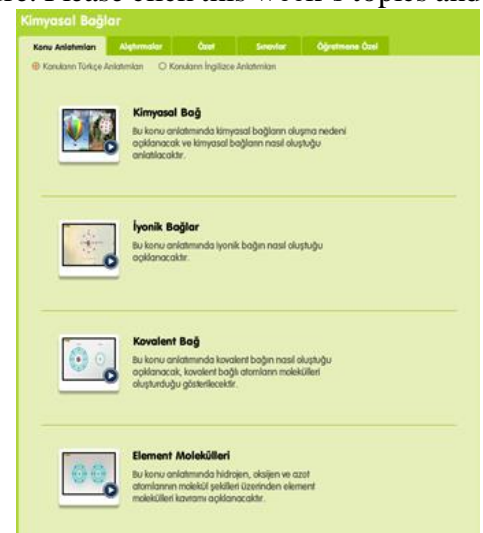 Kimyasal Bağlar
Konu Anlatımları Alıştırmalar Özet Sınavlar Öğretmene Özel
Konuların Türkçe Anlatımları Konuların İngilizce Anlatımları
Kimyasal Bağ
Bu konu anlatımında kimyasal bağların oluşma nedeni
açıklanacak ve kimyasal bağların nasıl oluştuğu
anlatılacaktır.
İyonik Bağlar
Bu konu anlatımında iyonik bağın nasıl oluştuğu
açıklanacaktır.
Kovalent Bağ
Bu konu anlatımında kovalent bağın nasıl oluştuğu
açıklanacak, kovalent bağlı atomların molekülleri
oluşturduğu gösterilecektir.
Element Molekülleri
Bu konu anlatımında hidrojen, oksijen ve azot
atomlarının molekül şekilleri üzerinden element
molekülleri kavramı açıklanacaktır.